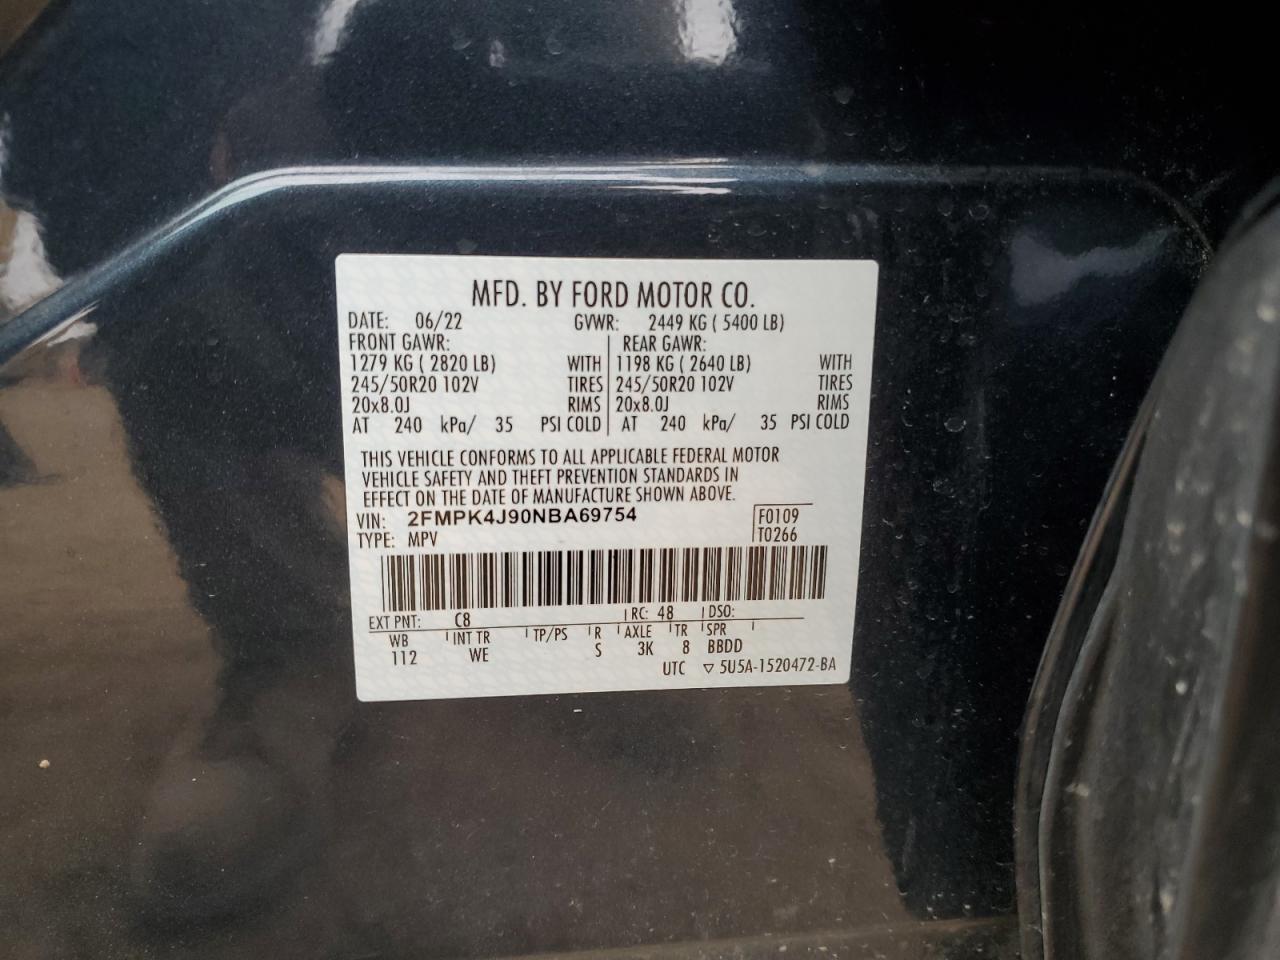 MFD. BY FORD MOTOR CO.
DATE: 06/22 GVWR: 2449 KG ( 5400 LB)
FRONT GAWR: REAR GAWR:
1279 KG ( 2820 LB) WITH 1198 KG ( 2640 LB) WITH
245/50R20 102V TIRES 245/50R20 102V TIRES
20x8.0J RIMS 20x8.0J RIMS
AT 240 kPa/ 35 PSI COLD AT 240 kPa/ 35 PSI COLD
THIS VEHICLE CONFORMS TO ALL APPLICABLE FEDERAL MOTOR
VEHICLE SAFETY AND THEFT PREVENTION STANDARDS IN
EFFECT ON THE DATE OF MANUFACTURE SHOWN ABOVE.
VIN: 2FMPK4J90NBA69754 F0109
TYPE: MPV T0266
EXT PNT: C8 RC: 48 DSO:
WB INT TR TP/PS R AXLE TR SPR
112 WE S 3K 8 BBDD
UTC ▽ 5U5A-1520472-BA